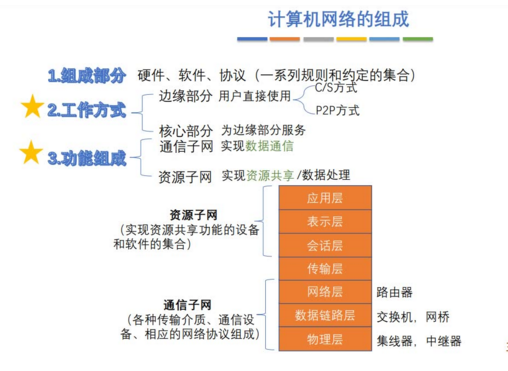 计算机网络的组成
1.组成部分 硬件、软件、协议（一系列规则和约定的集合）
2.工作方式
边缘部分 用户直接使用
C/S方式
P2P方式
核心部分 为边缘部分服务
3.功能组成
通信子网 实现数据通信
资源子网 实现资源共享/数据处理
资源子网
（实现资源共享功能的设备
和软件的集合）
应用层
表示层
会话层
传输层
通信子网
（各种传输介质、通信设
备、相应的网络协议组成）
网络层 路由器
数据链路层 交换机，网桥
物理层 集线器，中继器